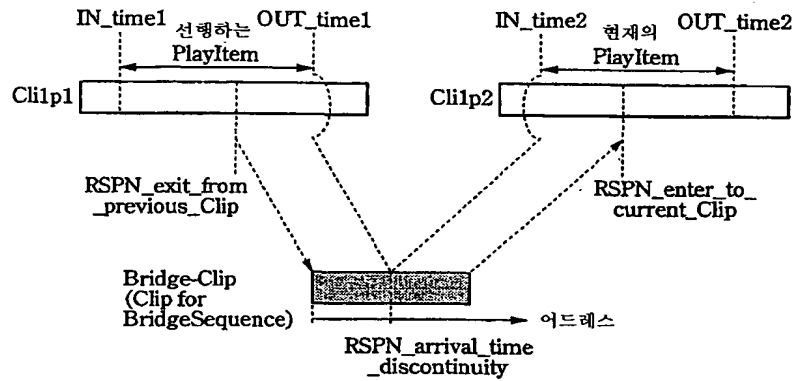 IN_time1
선행하는
OUT_time1
PlayItem
IN_time2
현재의
OUT_time2
PlayItem
Cli1p1
Cli1p2
RSPN_exit_from
_previous_Clip
RSPN_enter_to_
current_Clip
Bridge-Clip
(Clip for
BridgeSequence)
어드레스
RSPN_arrival_time
_discontinuity